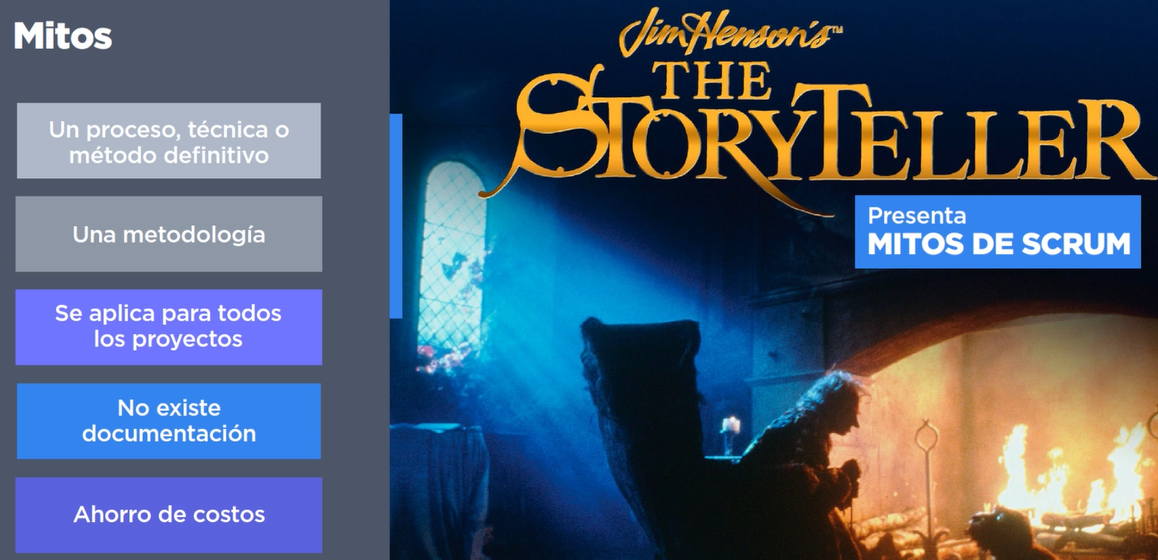 Mitos
Un proceso, técnica o
método definitivo
Una metodología
Se aplica para todos
los proyectos
No existe
documentación
Ahorro de costos
Jim Henson's™
THE
STORYTELLER
Presenta
MITOS DE SCRUM